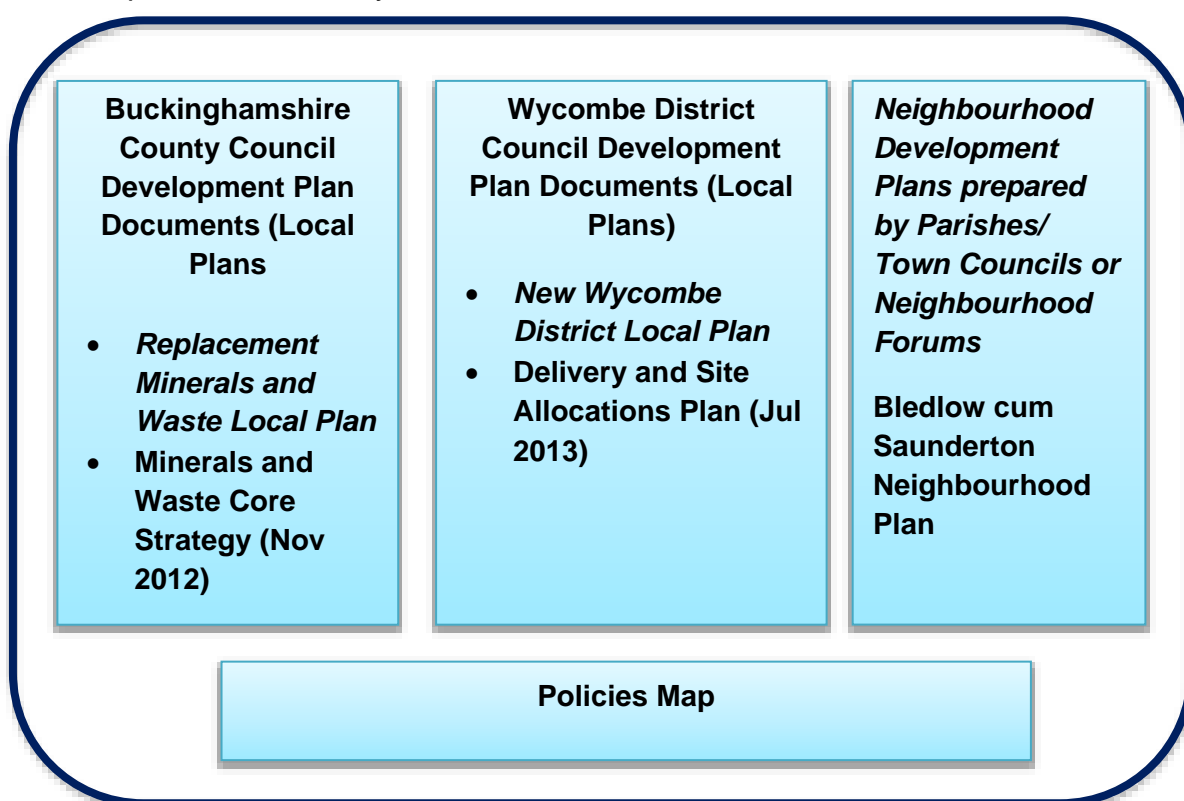 Buckinghamshire
County Council
Development Plan
Documents (Local
Plans
• Replacement
Minerals and
Waste Local Plan
• Minerals and
Waste Core
Strategy (Nov
2012)
Wycombe District
Council Development
Plan Documents (Local
Plans)
• New Wycombe
District Local Plan
• Delivery and Site
Allocations Plan (Jul
2013)
Neighbourhood
Development
Plans prepared
by Parishes/
Town Councils or
Neighbourhood
Forums
Bledlow cum
Saunderton
Neighbourhood
Plan
Policies Map